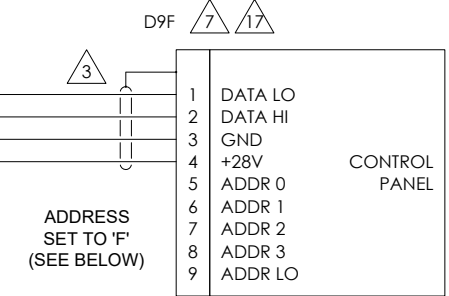 D9F 7 17
3
1 DATA LO
2 DATA HI
3 GND
4 +28V CONTROL
5 ADDR 0 PANEL
6 ADDR 1
7 ADDR 2
8 ADDR 3
9 ADDR LO
ADDRESS
SET TO 'F'
(SEE BELOW)